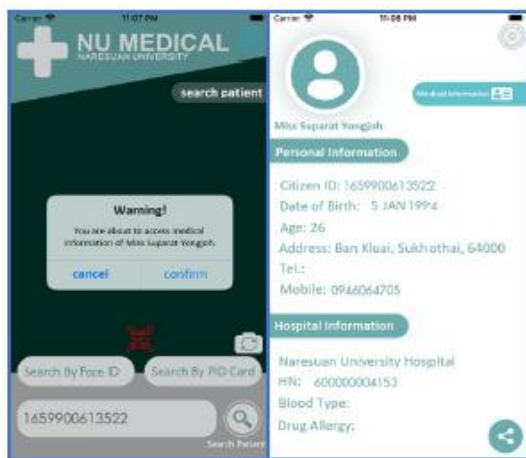 Carrier 11:07 PM
NU MEDICAL
NARESUAN UNIVERSITY
search patient
Warning!
You are about to access medical
information of Miss Suparat Yongjoh.
cancel confirm
Search By Face ID Search By PID Card
1659900613522
Search Patient
Carrier 11:08 PM
Medical Information
Miss Suparat Yongjoh
Personal Information
Citizen ID: 1659900613522
Date of Birth: 5 JAN 1994
Age: 26
Address: Ban Kluai, Sukhothai, 64000
Tel.:
Mobile: 0946064705
Hospital Information
Naresuan University Hospital
HN: 600000004153
Blood Type:
Drug Allergy: